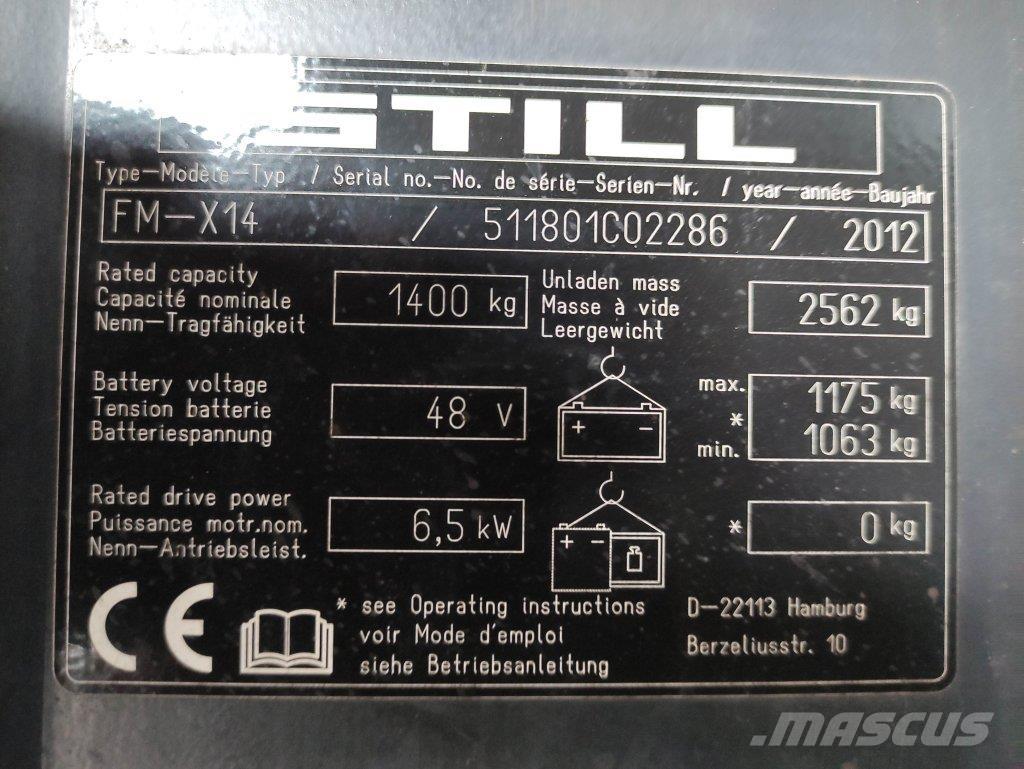 STILL
Type-Modèle-Typ / Serial no.-No. de série-Serien-Nr. / year-année-Baujahr
FM-X14 / 511801C02286 / 2012
Rated capacity
Capacité nominale
Nenn-Tragfähigkeit
1400 kg
Unladen mass
Masse à vide
Leergewicht
2562 kg
Battery voltage
Tension batterie
Batteriespannung
48 V
+ -
max. 1175 kg
*
min. 1063 kg
Rated drive power
Puissance motr.nom.
Nenn-Antriebsleist.
6,5 kW
+ -
* 0 kg
CE
* see Operating instructions
voir Mode d'emploi
siehe Betriebsanleitung
D-22113 Hamburg
Berzeliusstr. 10
.MASCUS